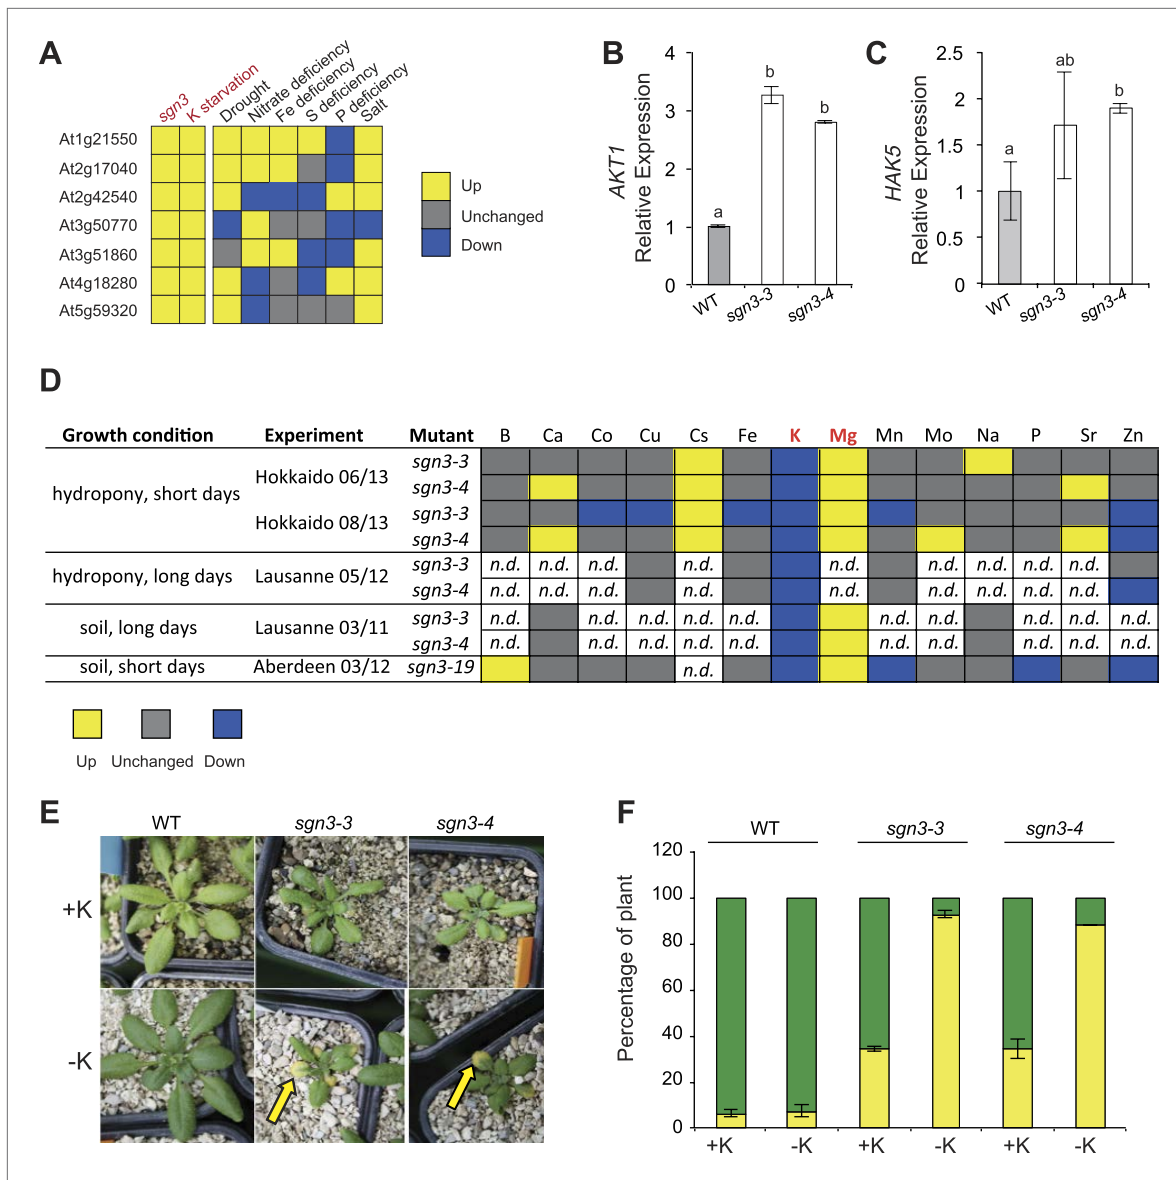 A
sgn3
K starvation
Drought
Nitrate deficiency
Fe deficiency
S deficiency
P deficiency
Salt
At1g21550
At2g17040
At2g42540
At3g50770
At3g51860
At4g18280
At5g59320
Up
Unchanged
Down
B
AKT1
Relative Expression
4
3
2
1
0
a
b
b
WT
sgn3-3
sgn3-4
C
HAK5
Relative Expression
2.5
2
1.5
1
0.5
0
a
ab
b
WT
sgn3-3
sgn3-4
D
Growth condition Experiment Mutant B Ca Co Cu Cs Fe K Mg Mn Mo Na P Sr Zn
hydropony, short days
Hokkaido 06/13
sgn3-3
sgn3-4
Hokkaido 08/13
sgn3-3
sgn3-4
hydropony, long days Lausanne 05/12
sgn3-3 n.d. n.d. n.d. n.d. n.d. n.d. n.d. n.d. n.d.
sgn3-4 n.d. n.d. n.d. n.d. n.d. n.d. n.d. n.d. n.d.
soil, long days Lausanne 03/11
sgn3-3 n.d. n.d. n.d. n.d. n.d. n.d. n.d. n.d. n.d. n.d.
sgn3-4 n.d. n.d. n.d. n.d. n.d. n.d. n.d. n.d. n.d. n.d.
soil, short days Aberdeen 03/12 sgn3-19 n.d.
Up Unchanged Down
E
WT sgn3-3 sgn3-4
+K
-K
F
WT sgn3-3 sgn3-4
Percentage of plant
120
100
80
60
40
20
0
+K -K +K -K +K -K